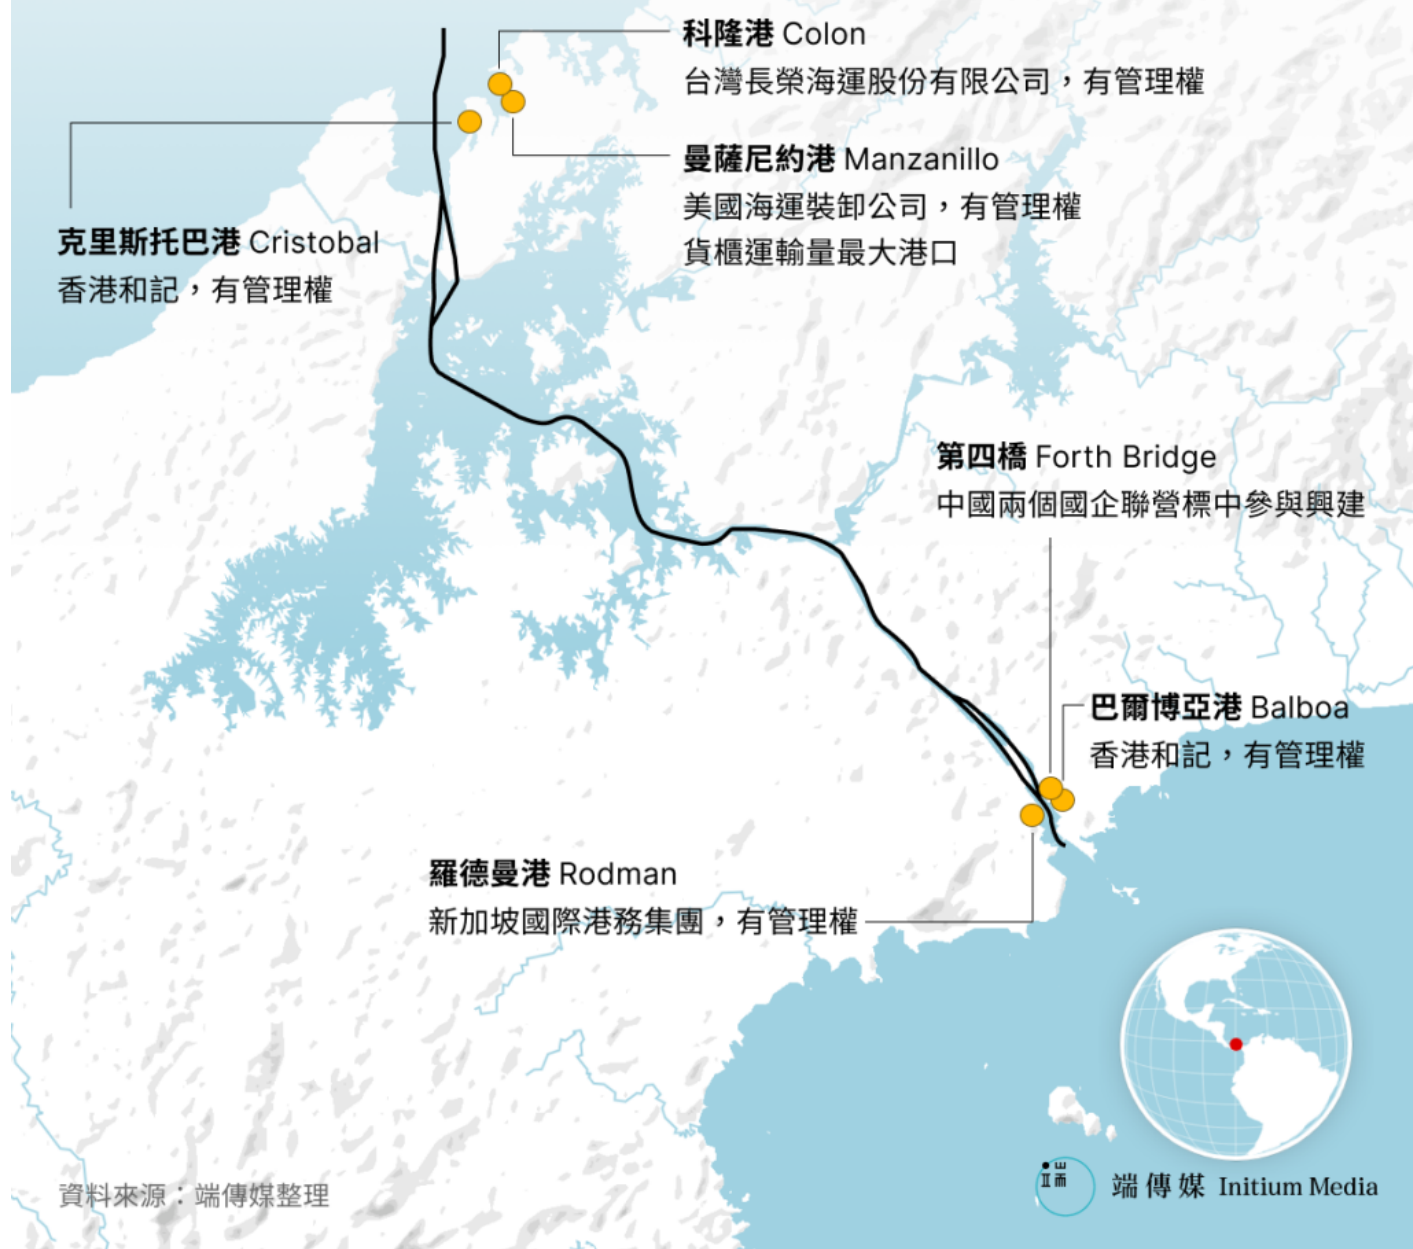 科隆港 Colon
台灣長榮海運股份有限公司，有管理權
曼薩尼約港 Manzanillo
美國海運裝卸公司，有管理權
貨櫃運輸量最大港口
克里斯托巴港 Cristobal
香港和記，有管理權
第四橋 Forth Bridge
中國兩個國企聯營標中參與興建
巴爾博亞港 Balboa
香港和記，有管理權
羅德曼港 Rodman
新加坡國際港務集團，有管理權
資料來源：端傳媒整理
端
端傳媒 Initium Media